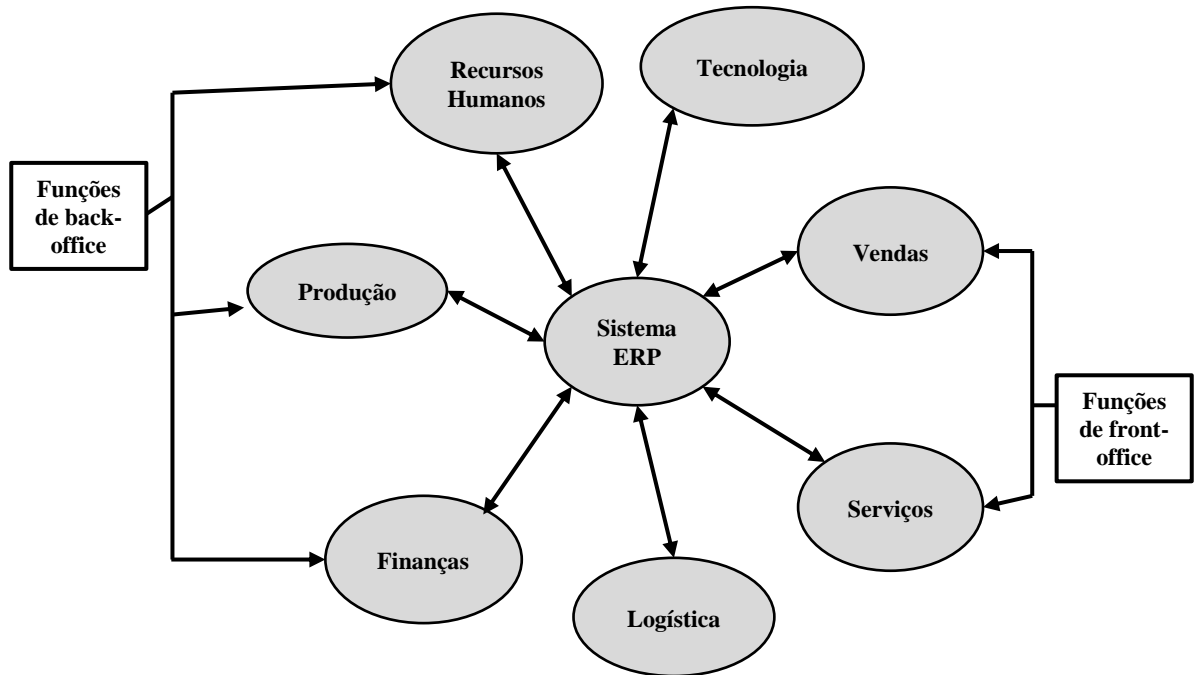 Recursos
Humanos
Tecnologia
Funções
de back-
office
Vendas
Produção
Sistema
ERP
Funções
de front-
office
Serviços
Finanças
Logística